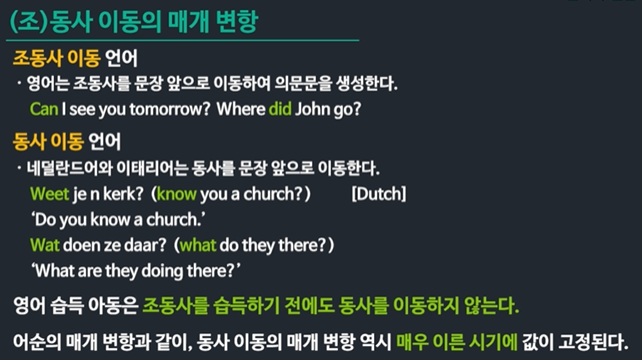 (조)동사 이동의 매개 변항
조동사 이동 언어
· 영어는 조동사를 문장 앞으로 이동하여 의문문을 생성한다.
Can I see you tomorrow? Where did John go?
동사 이동 언어
· 네덜란드어와 이태리어는 동사를 문장 앞으로 이동한다.
Weet je n kerk? (know you a church?) [Dutch]
‘Do you know a church.’
Wat doen ze daar? (what do they there?)
‘What are they doing there?’
영어 습득 아동은 조동사를 습득하기 전에도 동사를 이동하지 않는다.
어순의 매개 변항과 같이, 동사 이동의 매개 변항 역시 매우 이른 시기에 값이 고정된다.